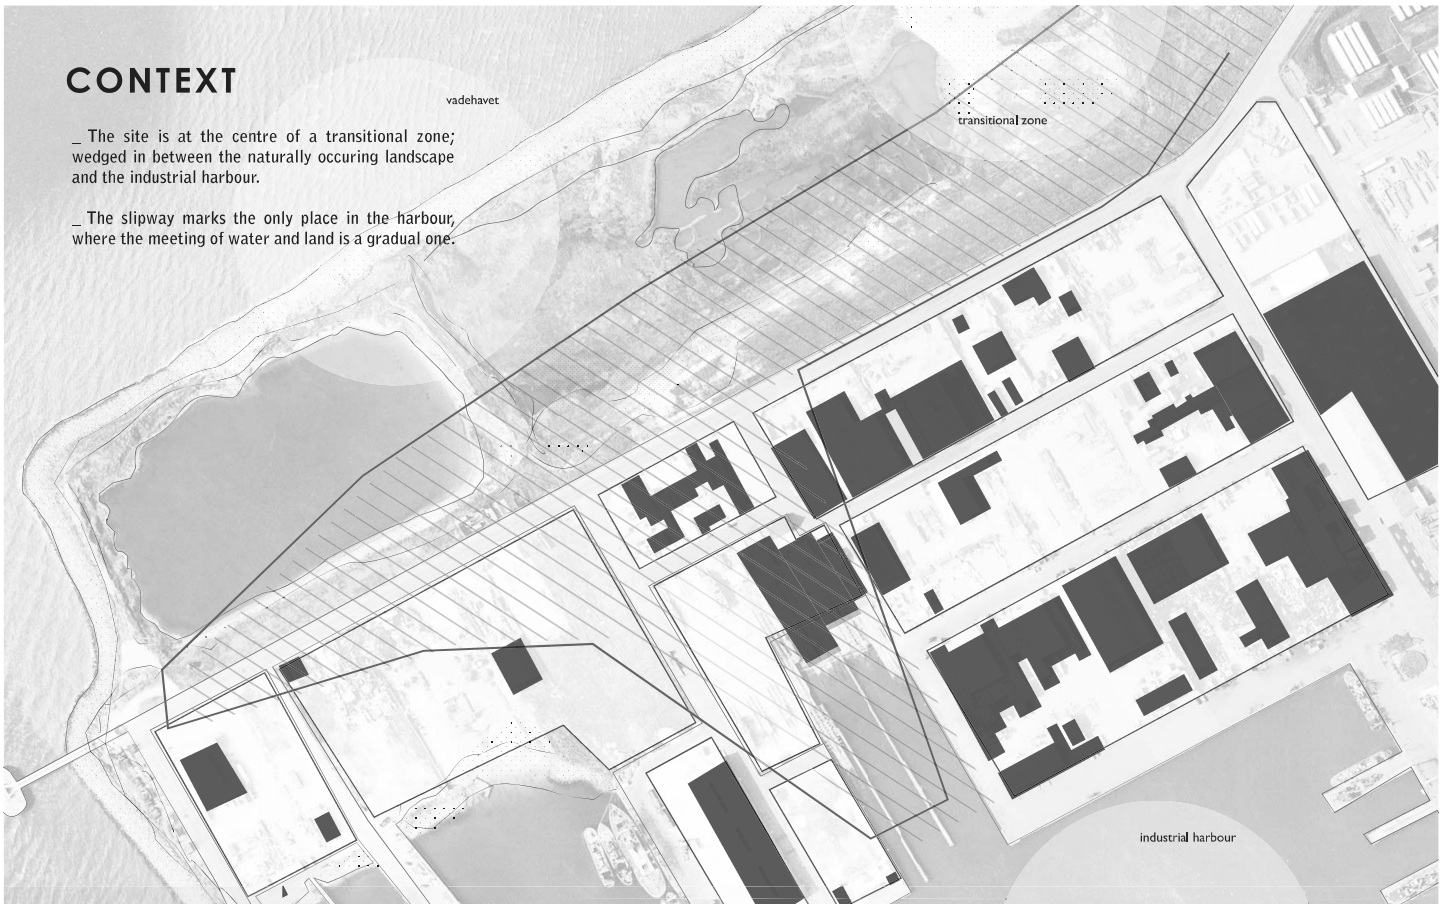 CONTEXT
_ The site is at the centre of a transitional zone;
wedged in between the naturally occuring landscape
and the industrial harbour.
_ The slipway marks the only place in the harbour,
where the meeting of water and land is a gradual one.
vadehavet
transitional zone
industrial harbour